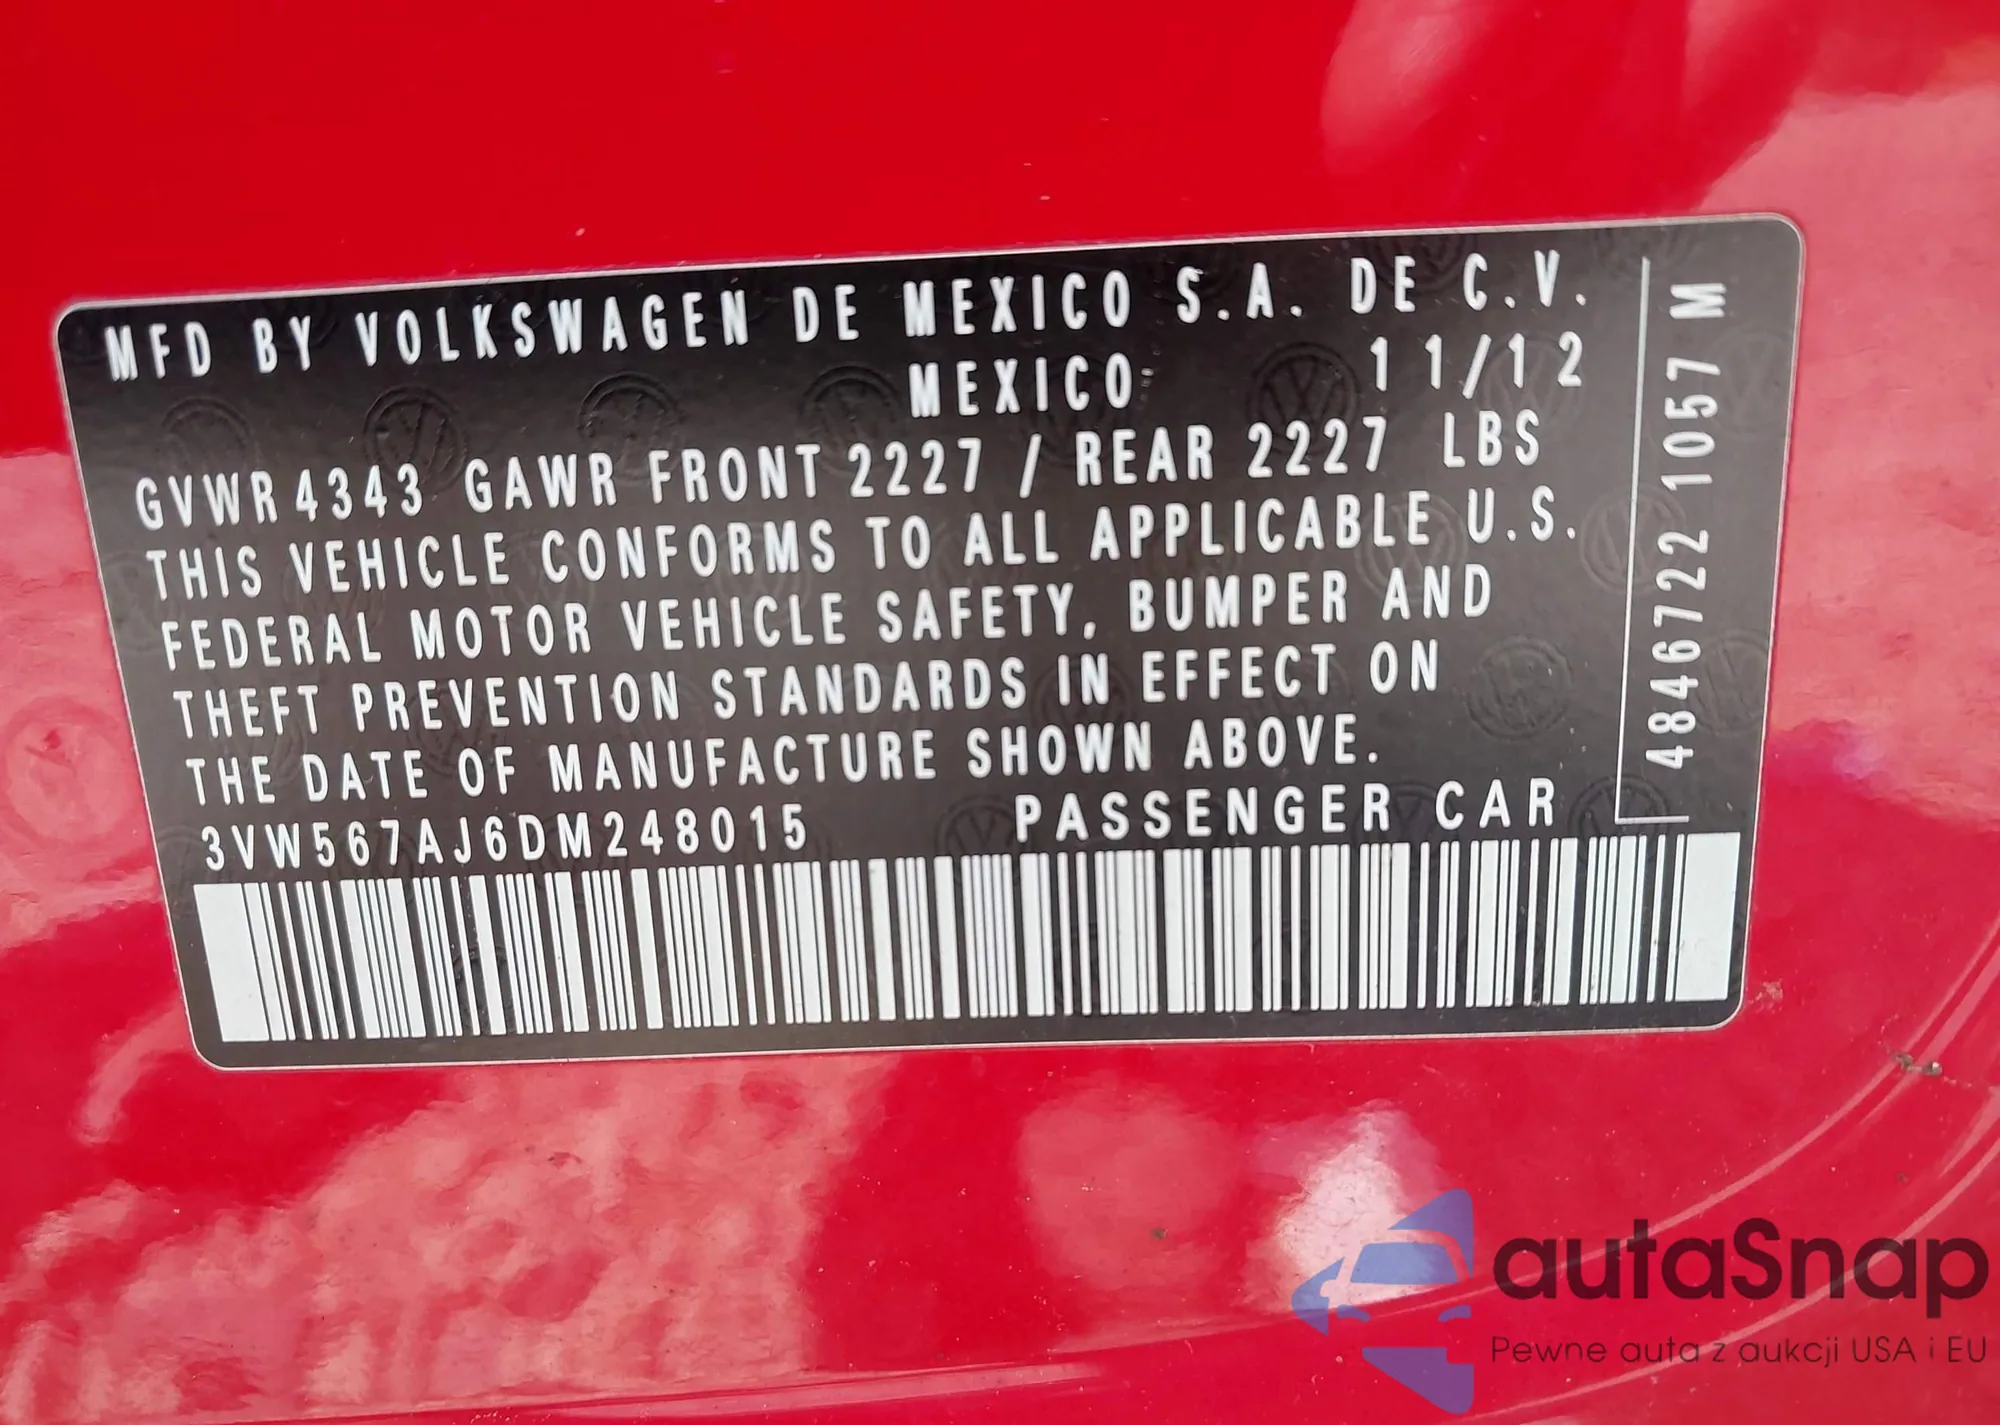 MFD BY VOLKSWAGEN DE MEXICO S.A. DE C.V.
MEXICO 11/12
GVWR 4343 GAWR FRONT 2227 / REAR 2227 LBS
THIS VEHICLE CONFORMS TO ALL APPLICABLE U.S.
FEDERAL MOTOR VEHICLE SAFETY, BUMPER AND
THEFT PREVENTION STANDARDS IN EFFECT ON
THE DATE OF MANUFACTURE SHOWN ABOVE.
3VW567AJ6DM248015 PASSENGER CAR
4846722 1057 M
autaSnap
Pewne auta z aukcji USA i EU